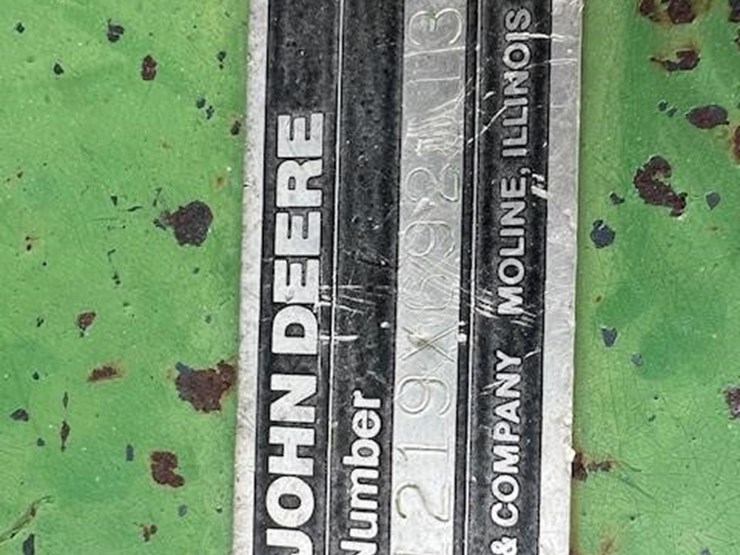 JOHN DEERE
Number
& COMPANY MOLINE, ILLINOIS